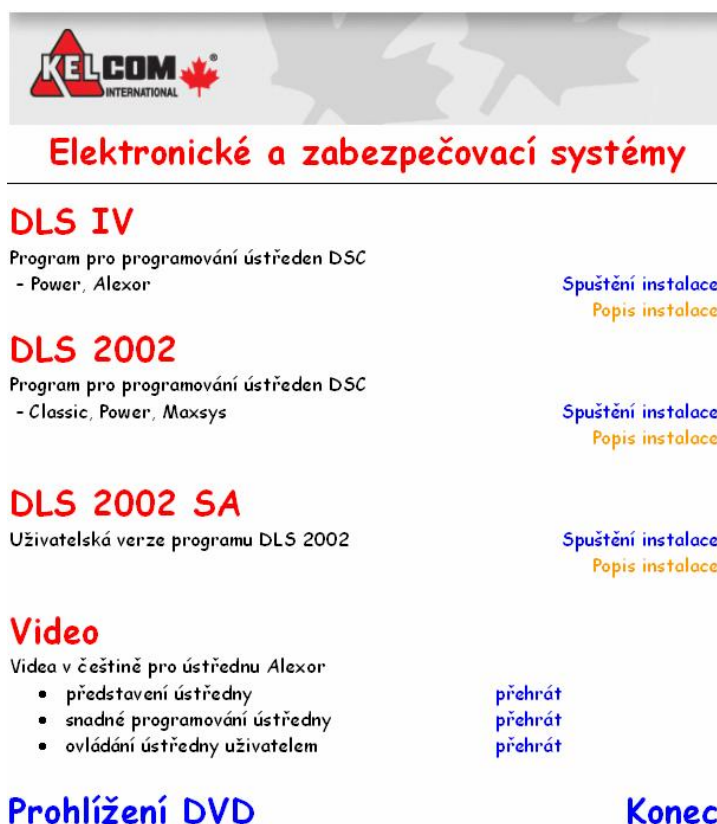 KELCOM®
INTERNATIONAL
Elektronické a zabezpečovací systémy
DLS IV
Program pro programování ústředen DSC
- Power, Alexor Spuštění instalace
Popis instalace
DLS 2002
Program pro programování ústředen DSC
- Classic, Power, Maxsys Spuštění instalace
Popis instalace
DLS 2002 SA
Uživatelská verze programu DLS 2002 Spuštění instalace
Popis instalace
Video
Videa v češtině pro ústřednu Alexor
• představení ústředny přehrát
• snadné programování ústředny přehrát
• ovládání ústředny uživatelem přehrát
Prohlížení DVD Konec